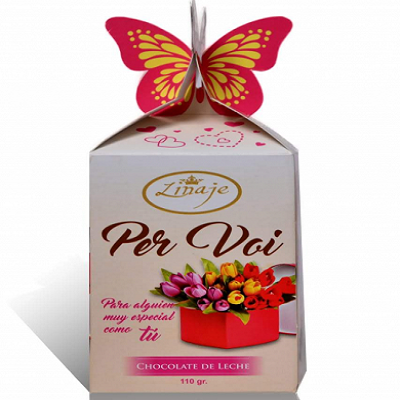 Linaje
Per Voi
Para alguien
muy especial
como tú
CHOCOLATE DE LECHE
110 gr.